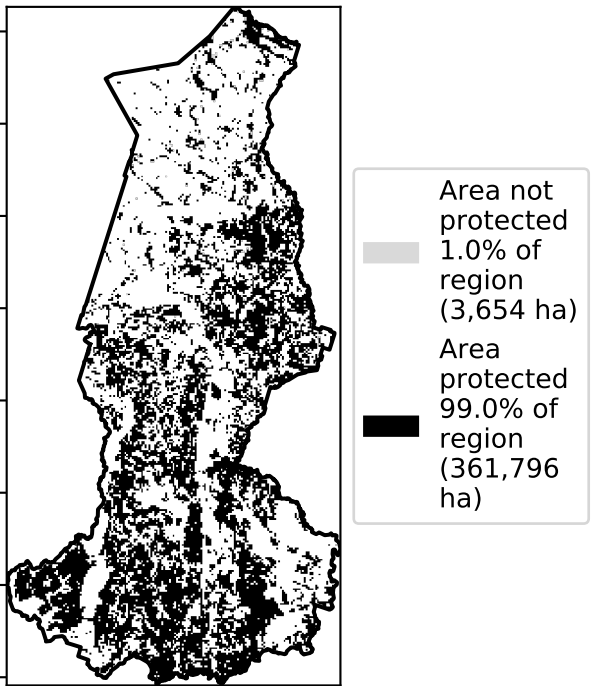 Area not
protected
1.0% of
region
(3,654 ha)
Area
protected
99.0% of
region
(361,796
ha)